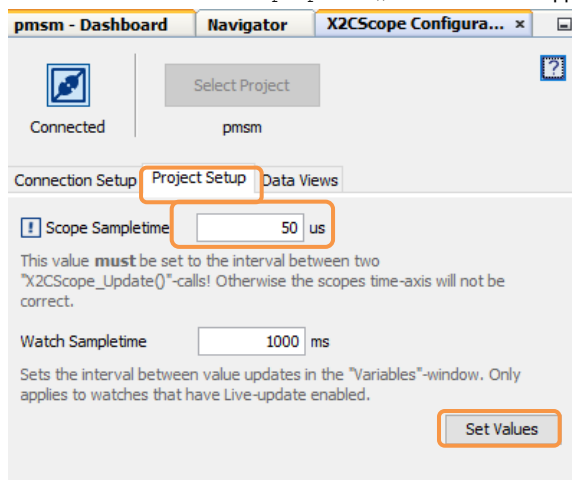 pmsm - Dashboard Navigator X2CScope Configura... ×
Select Project
Connected pmsm
Connection Setup Project Setup Data Views
Scope Sampletime 50 us
This value must be set to the interval between two
"X2CScope_Update()"-calls! Otherwise the scopes time-axis will not be
correct.
Watch Sampletime 1000 ms
Sets the interval between value updates in the "Variables"-window. Only
applies to watches that have Live-update enabled.
Set Values